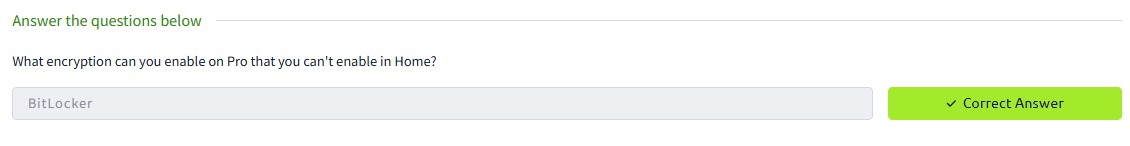 Answer the questions below
What encryption can you enable on Pro that you can't enable in Home?
BitLocker
✓ Correct Answer